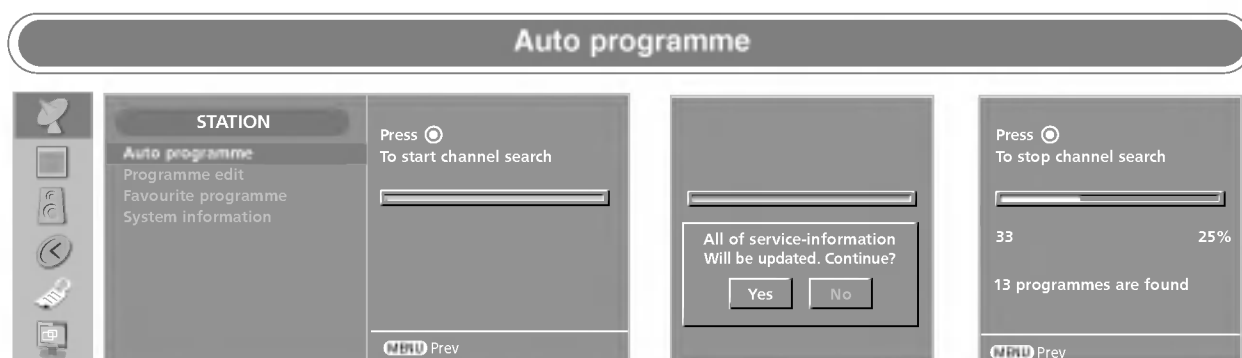 Auto programme
STATION
Auto programme
Programme edit
Favourite programme
System information
Press
To start channel search
MENU Prev
All of service-information
Will be updated. Continue?
Yes No
Press
To stop channel search
33 25%
13 programmes are found
MENU Prev